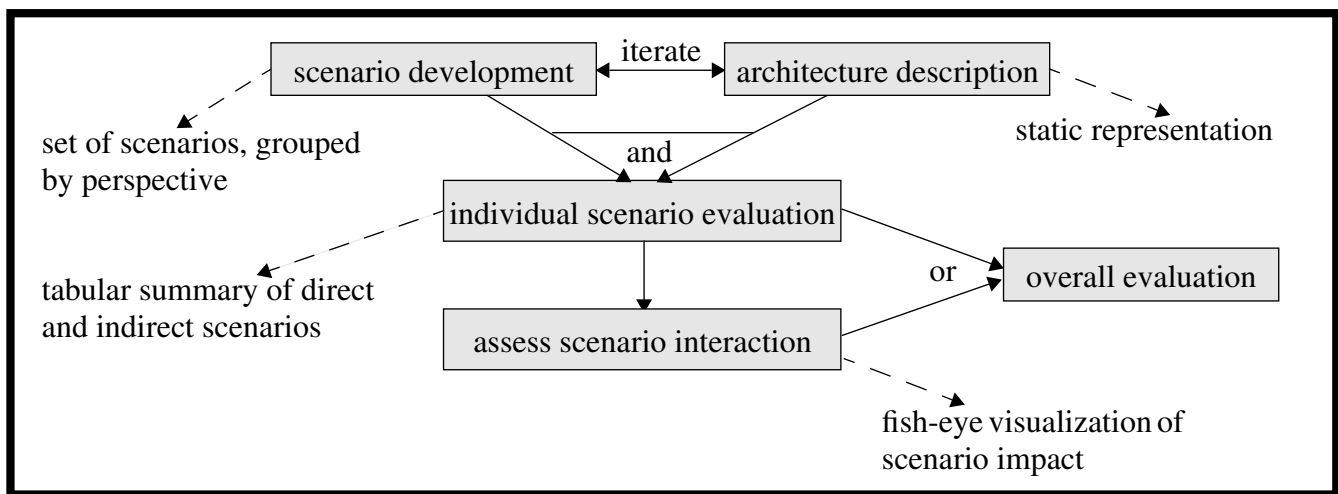 iterate
scenario development
architecture description
set of scenarios, grouped
by perspective
static representation
and
individual scenario evaluation
or
overall evaluation
tabular summary of direct
and indirect scenarios
assess scenario interaction
fish-eye visualization of
scenario impact